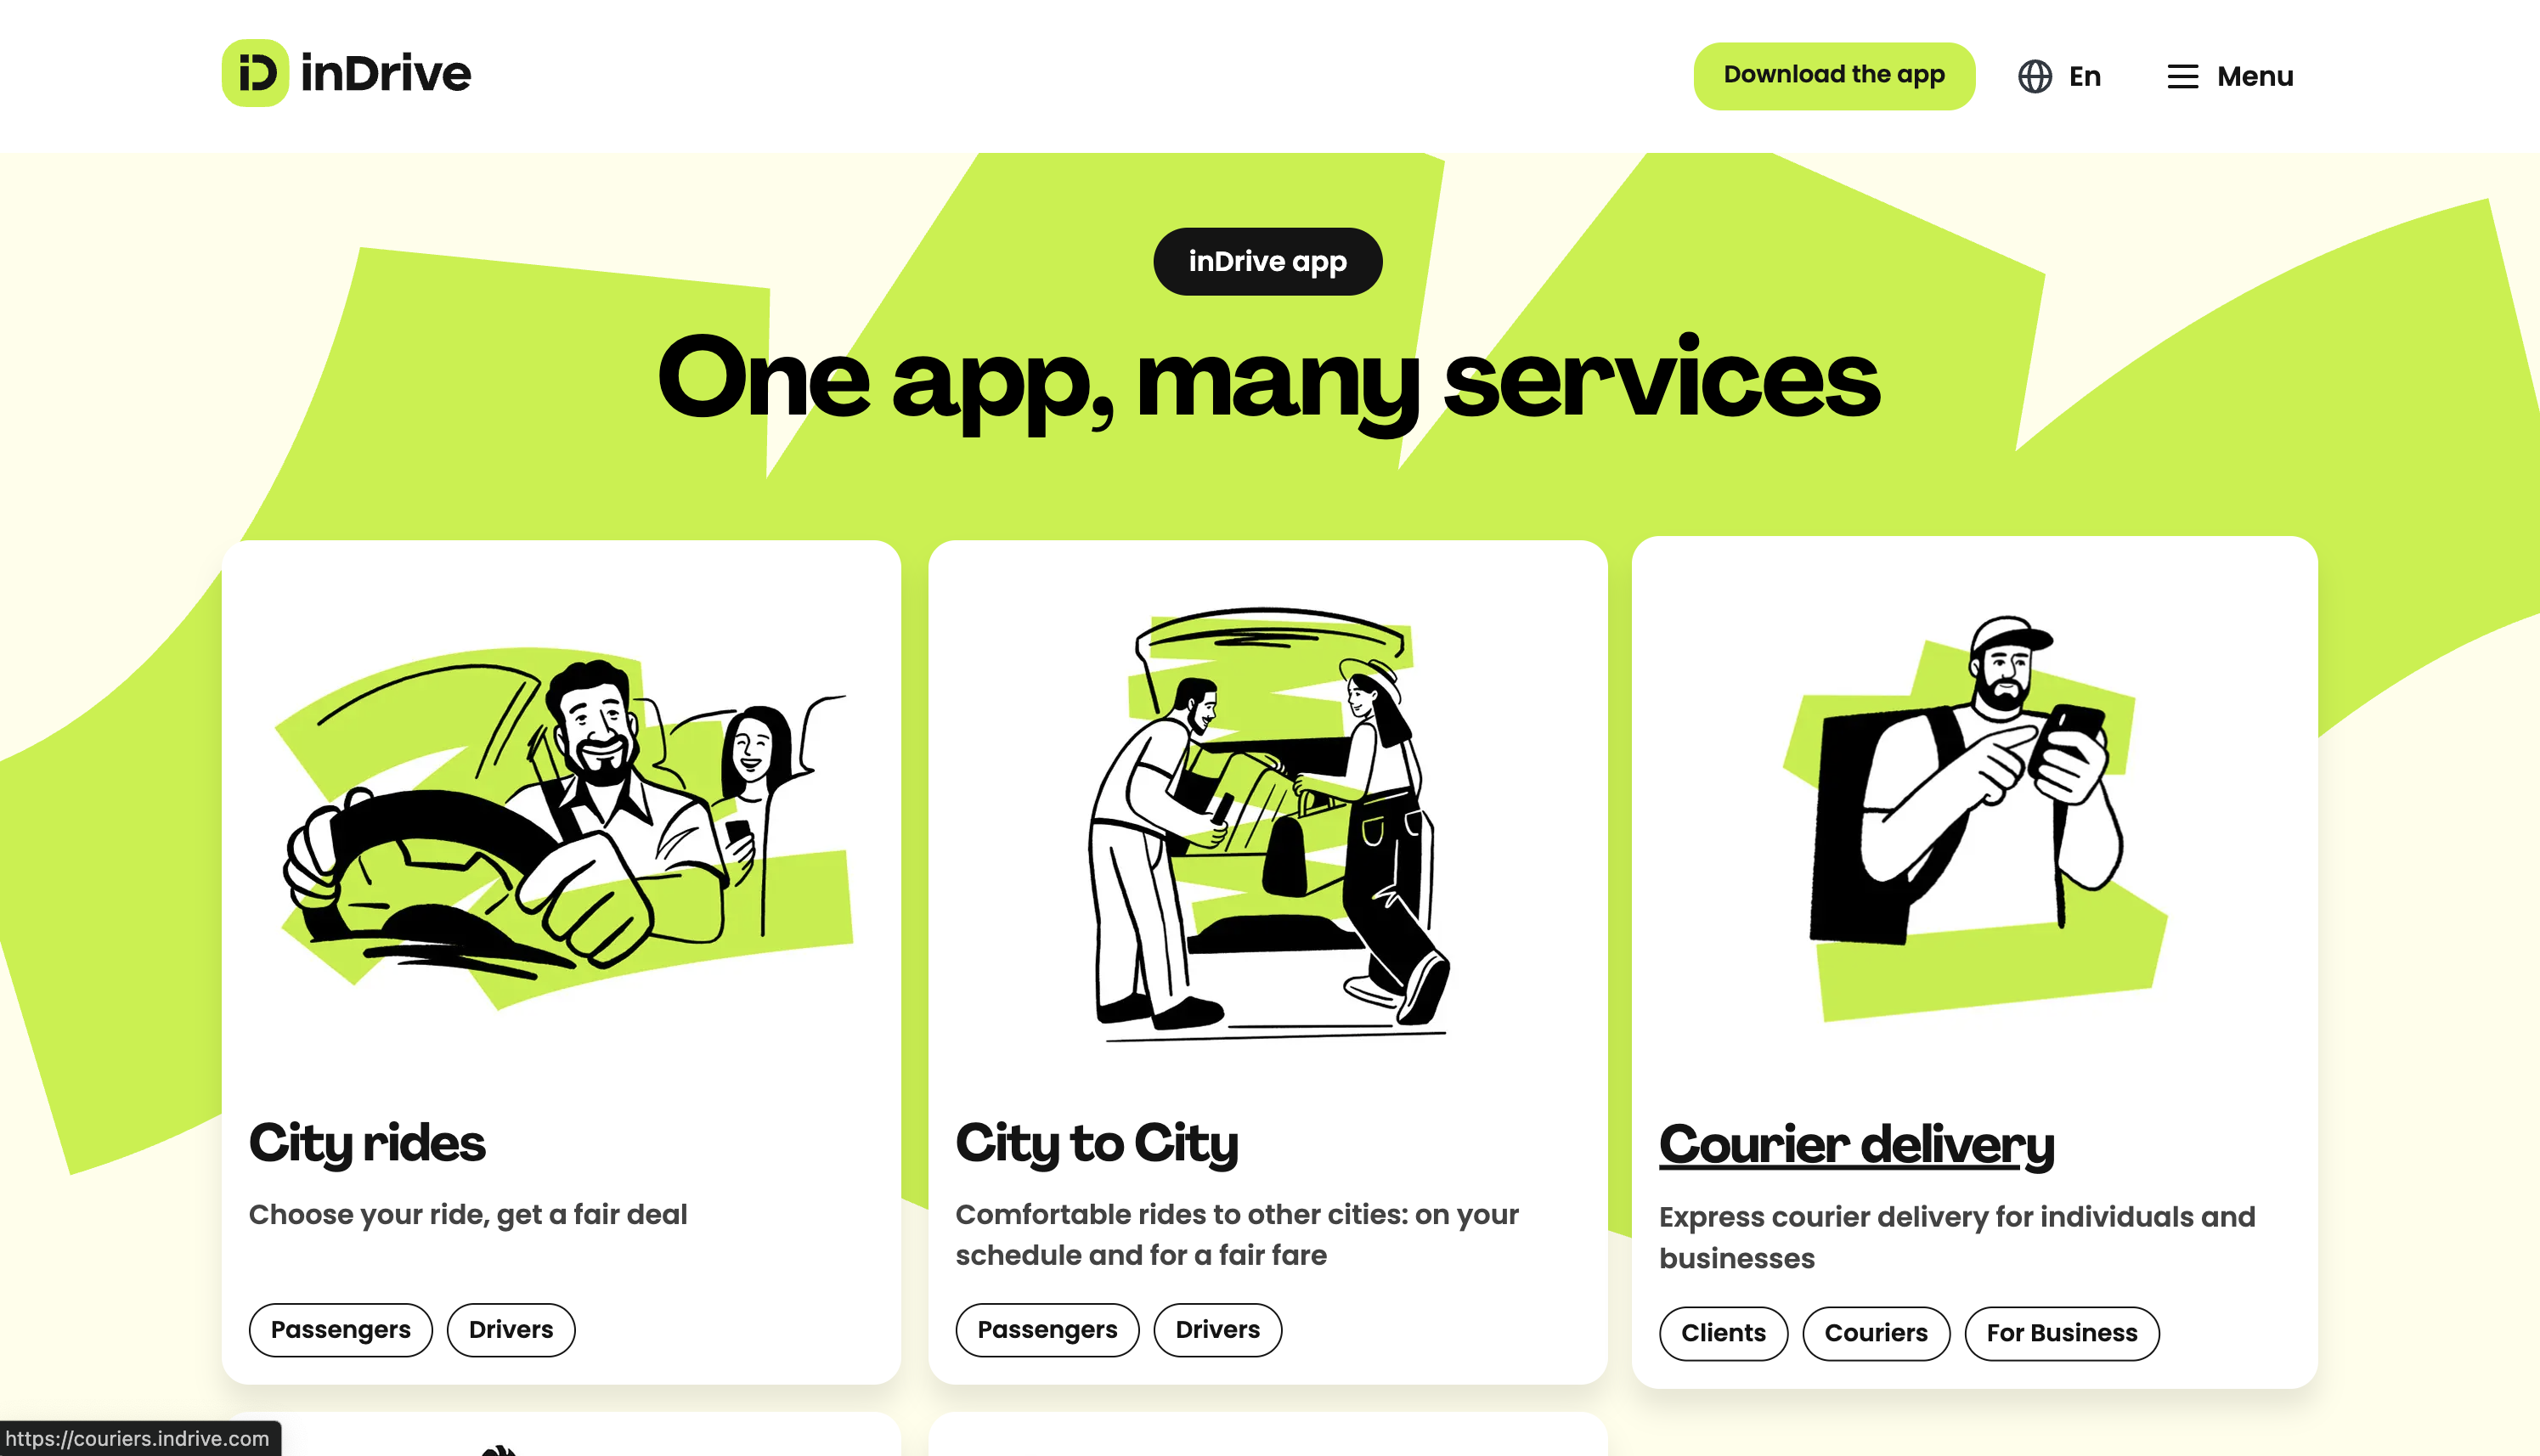 iD inDrive
Download the app
En
Menu
inDrive app
One app, many services
City rides
Choose your ride, get a fair deal
Passengers
Drivers
City to City
Comfortable rides to other cities: on your
schedule and for a fair fare
Passengers
Drivers
Courier delivery
Express courier delivery for individuals and
businesses
Clients
Couriers
For Business
https://couriers.indrive.com